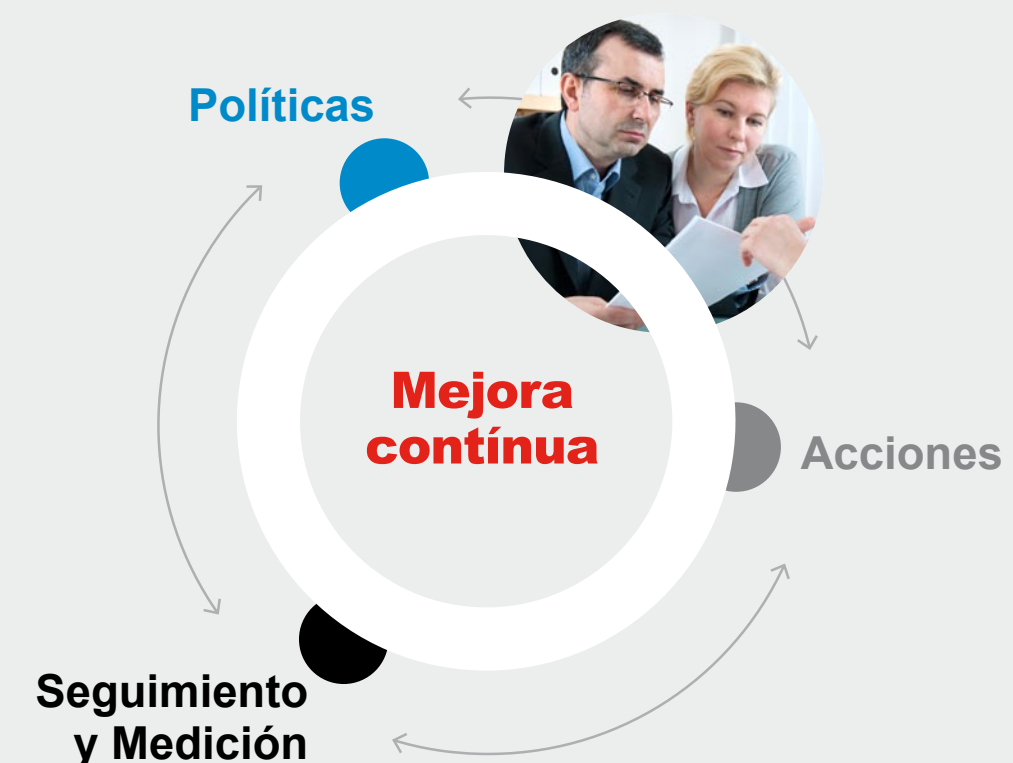 Políticas
Mejora
contínua
Acciones
Seguimiento
y Medición